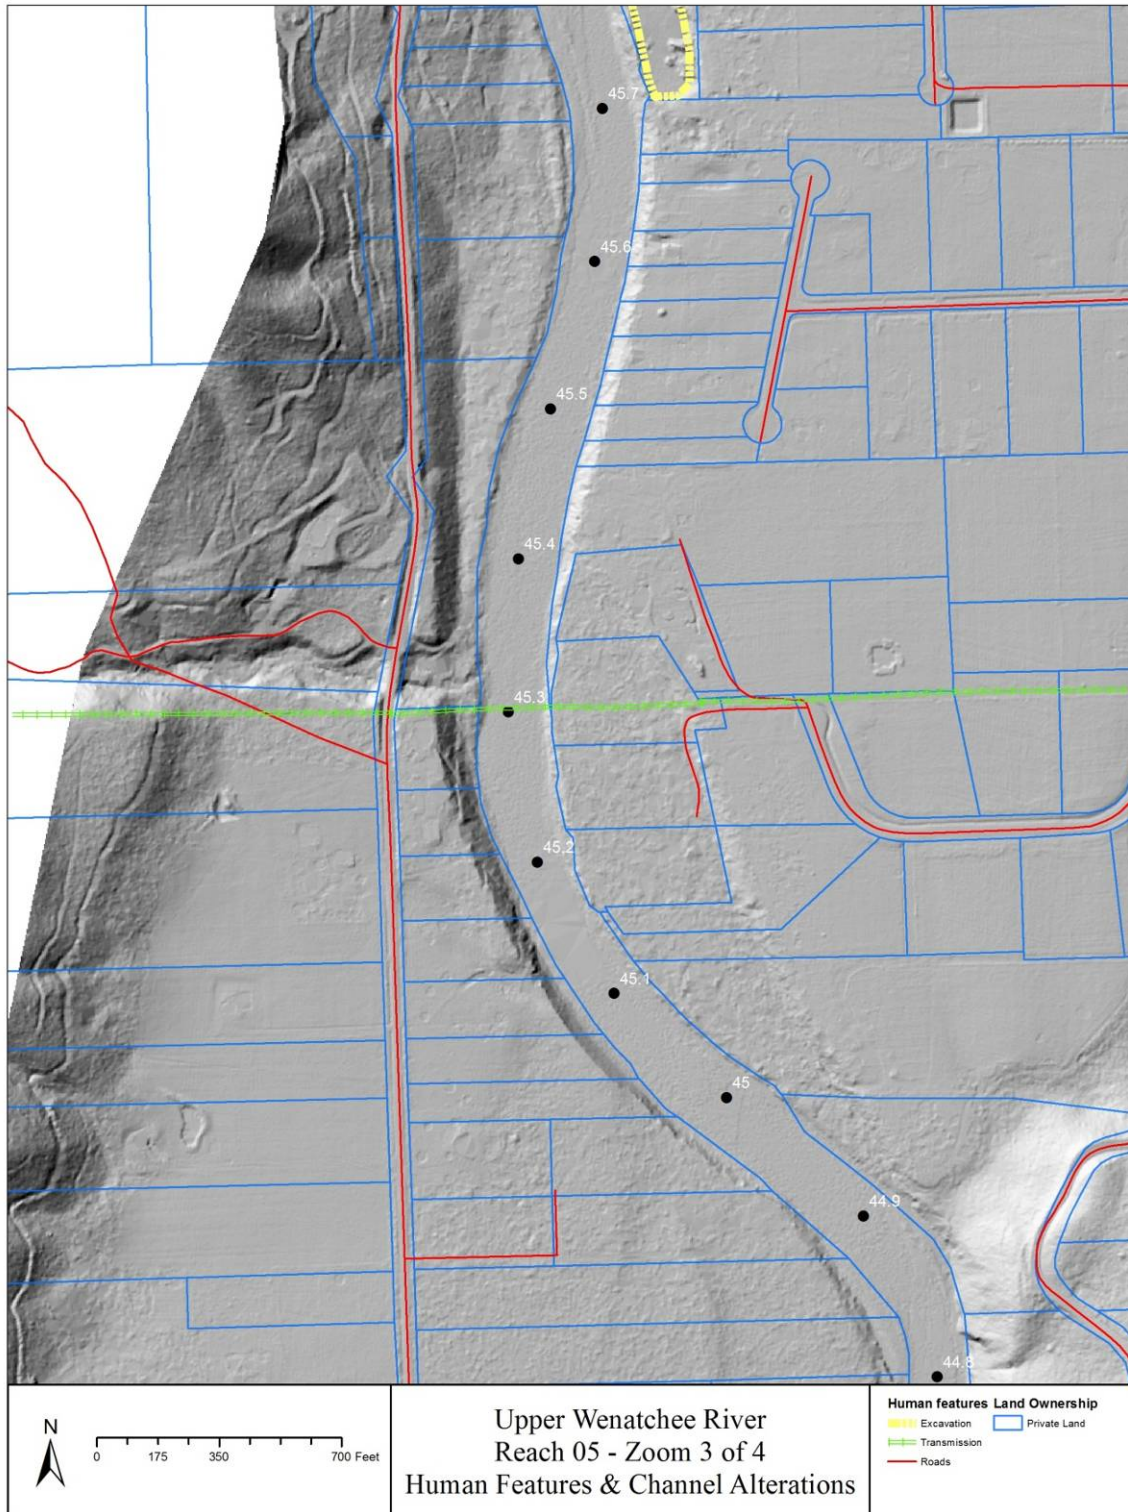 45.7
45.6
45.5
45.4
45.3
45.2
45.1
45
44.9
44.8
N
0 175 350 700 Feet
Upper Wenatchee River
Reach 05 - Zoom 3 of 4
Human Features & Channel Alterations
Human features Land Ownership
Excavation Private Land
Transmission
Roads